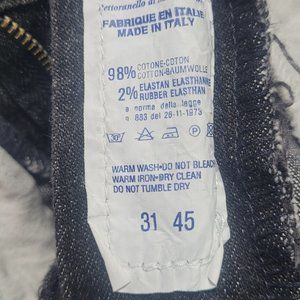 Pettoranello di
FABRIQUE EN ITALIE
MADE IN ITALY
98% COTONE-COTON
COTTON-BAUMWOLLE
2% ELASTAN ELASTHANNE
RUBBER ELASTHAN
a norma della legge
n 883 del 26-11-1973
WARM WASH•DO NOT BLEACH
WARM IRON•DRY CLEAN
DO NOT TUMBLE DRY
31 45